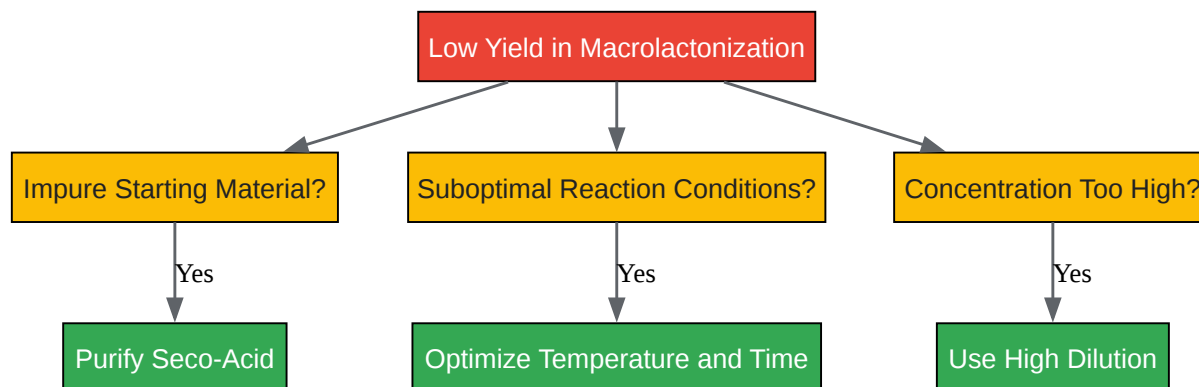 Low Yield in Macrolactonization
Impure Starting Material?
Suboptimal Reaction Conditions?
Concentration Too High?
Yes
Yes
Yes
Purify Seco-Acid
Optimize Temperature and Time
Use High Dilution